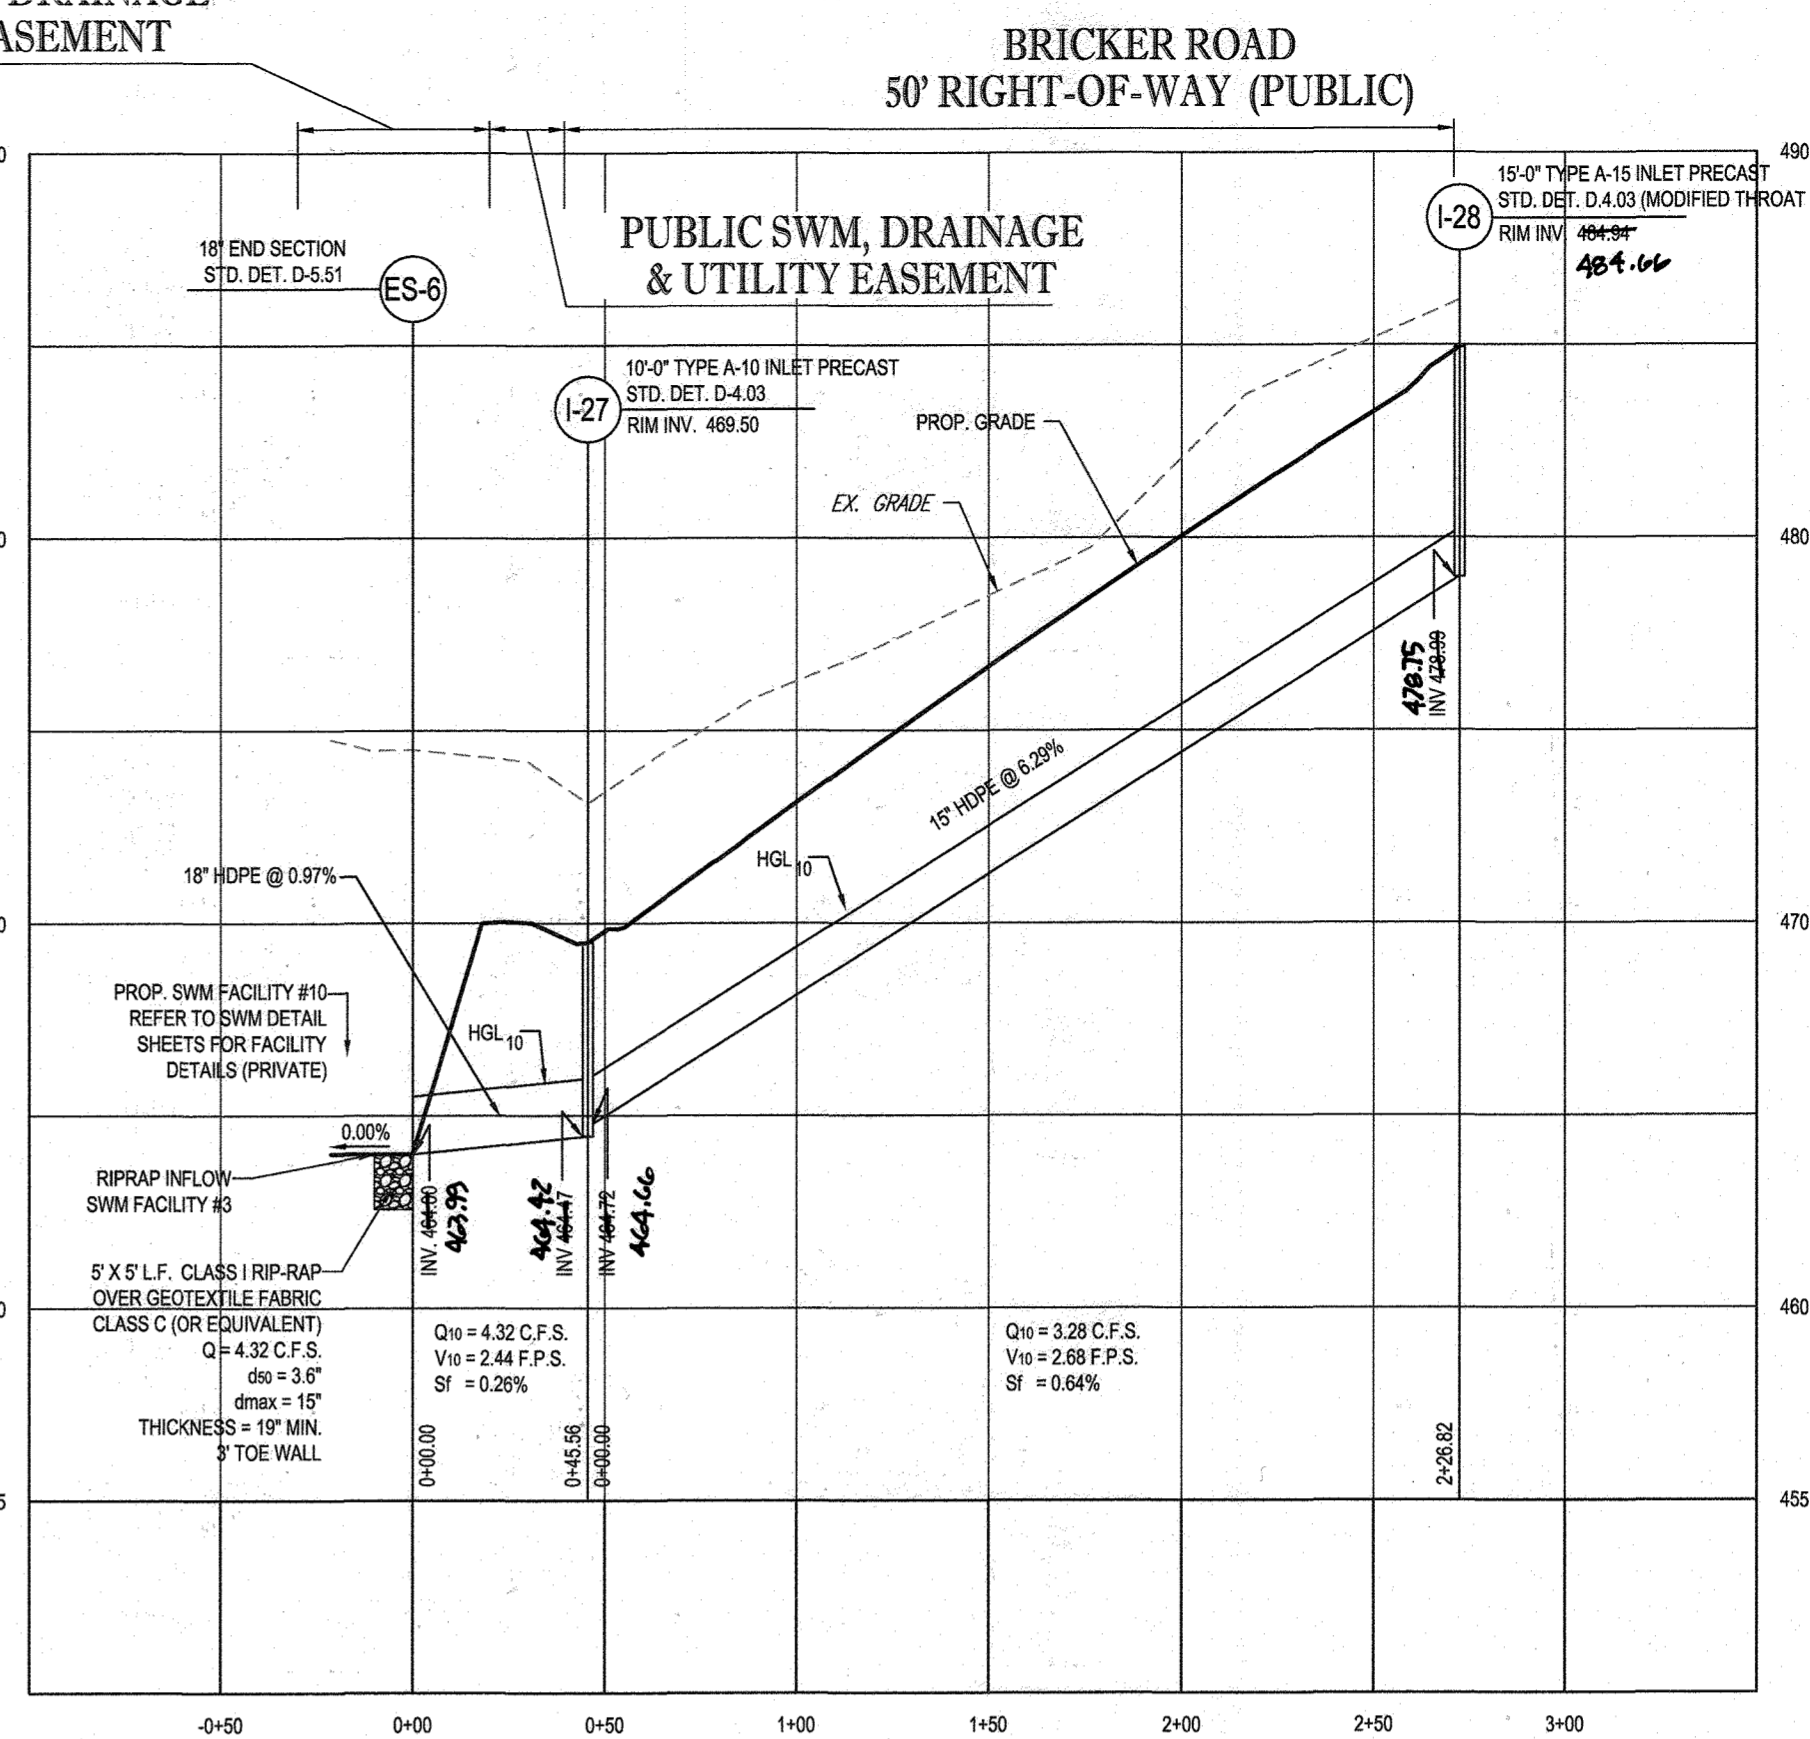 DRAINAGE
ASEMENT
BRICKER ROAD
50' RIGHT-OF-WAY (PUBLIC)
490
15'-0" TYPE A-15 INLET PRECAST
STD. DET. D.4.03 (MODIFIED THROAT
I-28
RIM INV. 484.94
484.66
PUBLIC SWM, DRAINAGE
& UTILITY EASEMENT
18" END SECTION
STD. DET. D-5.51
ES-6
10'-0" TYPE A-10 INLET PRECAST
STD. DET. D-4.03
I-27
RIM INV. 469.50
PROP. GRADE
EX. GRADE
480
478.75
INV 478.99
15" HDPE @ 6.29%
HGL10
18" HDPE @ 0.97%
470
PROP. SWM FACILITY #10
REFER TO SWM DETAIL
SHEETS FOR FACILITY
DETAILS (PRIVATE)
HGL10
0.00%
RIPRAP INFLOW
SWM FACILITY #3
INV. 464.00
463.99
464.42
INV 464.47
INV 464.72
464.66
5' X 5' L.F. CLASS I RIP-RAP
OVER GEOTEXTILE FABRIC
CLASS C (OR EQUIVALENT)
Q = 4.32 C.F.S.
d50 = 3.6"
dmax = 15"
THICKNESS = 19" MIN.
3' TOE WALL
460
Q10 = 4.32 C.F.S.
V10 = 2.44 F.P.S.
Sf = 0.26%
Q10 = 3.28 C.F.S.
V10 = 2.68 F.P.S.
Sf = 0.64%
0+00.00
0+45.56
0+00.00
2+26.82
5
455
0
0
0
0
-0+50
0+00
0+50
1+00
1+50
2+00
2+50
3+00